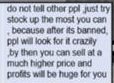 do not tell other ppl ,just try
stock up the most you can
, because after its banned,
ppl will look for it crazily
,by then you can sell at a
much higher price and
profits will be huge for you